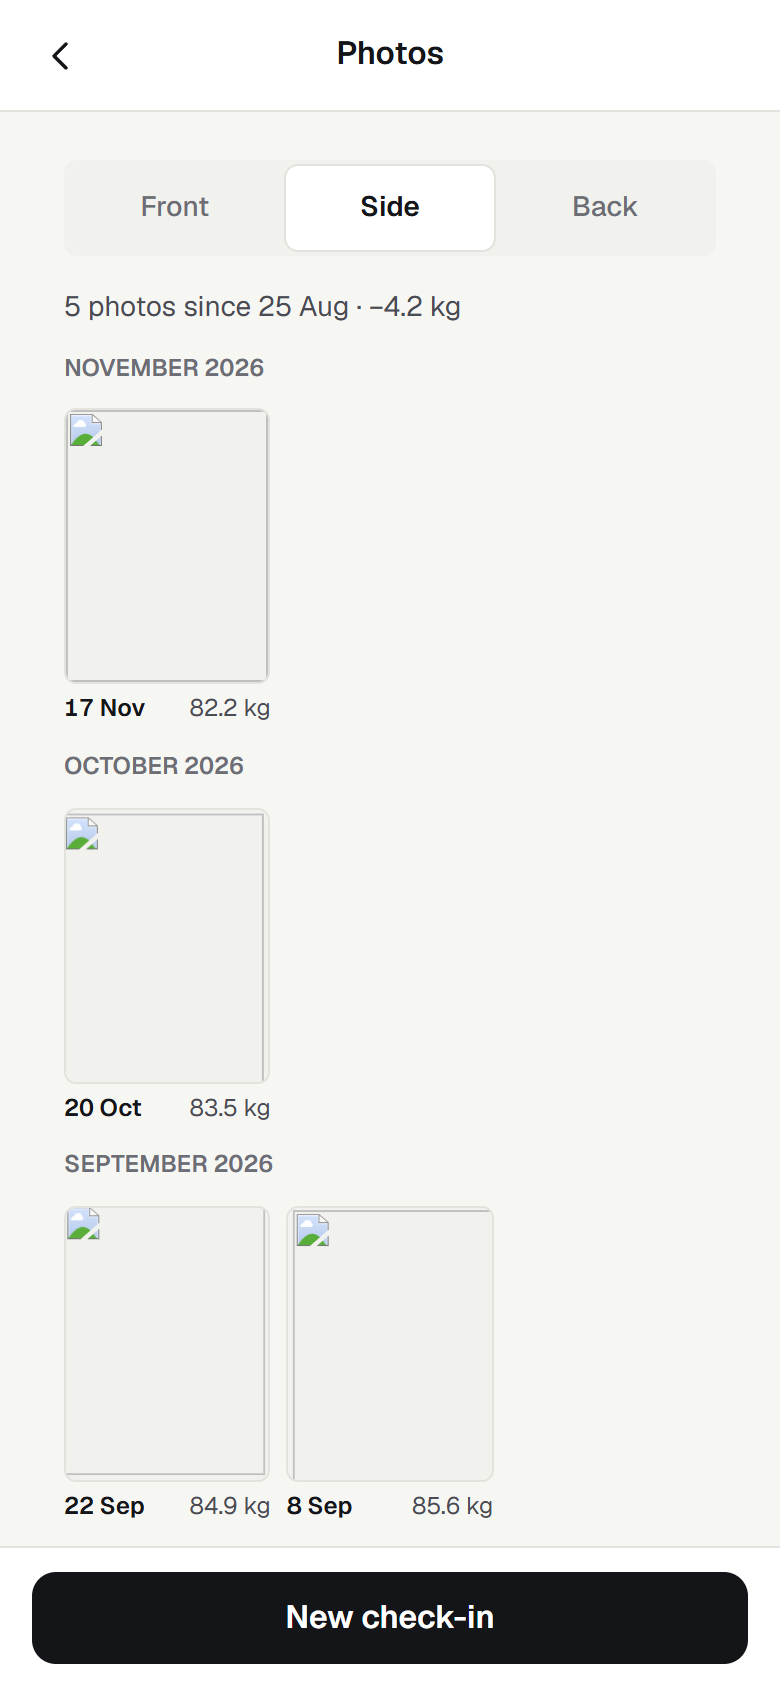 Photos
Front Side Back
5 photos since 25 Aug · −4.2 kg
NOVEMBER 2026
17 Nov 82.2 kg
OCTOBER 2026
20 Oct 83.5 kg
SEPTEMBER 2026
22 Sep 84.9 kg 8 Sep 85.6 kg
New check-in